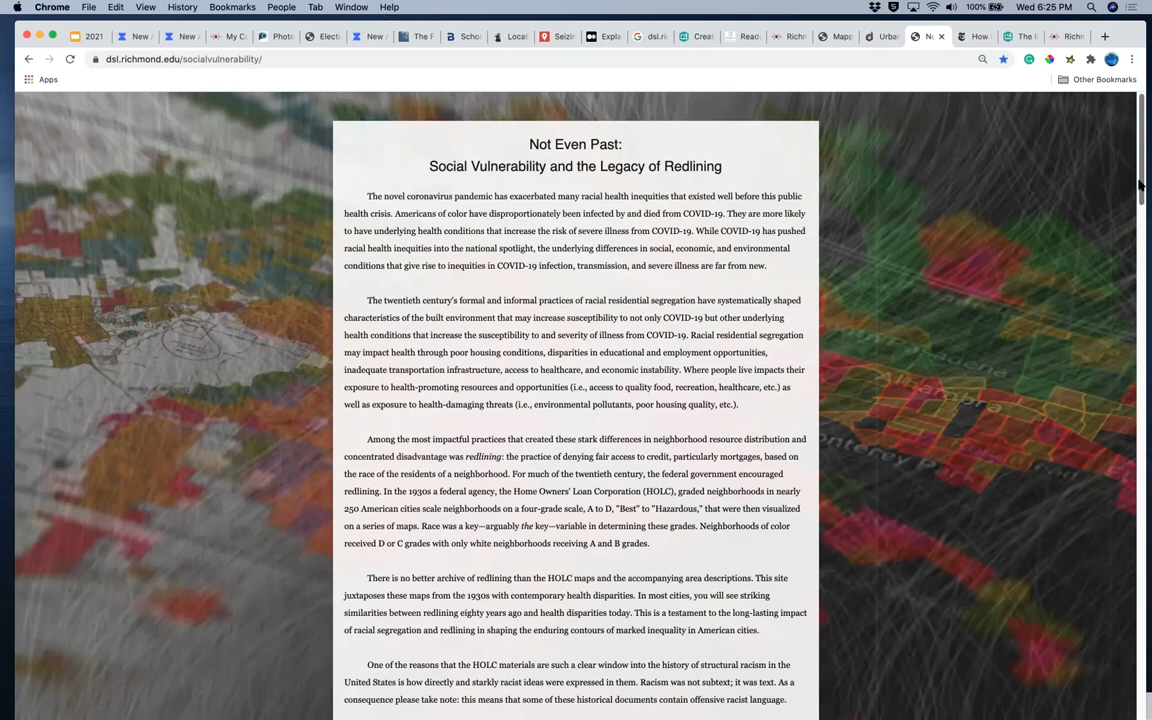 Chrome File Edit View History Bookmarks People Tab Window Help
100% Wed 6:25 PM
2021 New New My C Photo Electi New The F Scho Locat Seizin Expla dsl.ric Creat Read Richn Mapp Urba No How The Richn
dsl.richmond.edu/socialvulnerability/
Apps Other Bookmarks
Not Even Past:
Social Vulnerability and the Legacy of Redlining
The novel coronavirus pandemic has exacerbated many racial health inequities that existed well before this public
health crisis. Americans of color have disproportionately been infected by and died from COVID-19. They are more likely
to have underlying health conditions that increase the risk of severe illness from COVID-19. While COVID-19 has pushed
racial health inequities into the national spotlight, the underlying differences in social, economic, and environmental
conditions that give rise to inequities in COVID-19 infection, transmission, and severe illness are far from new.
The twentieth century's formal and informal practices of racial residential segregation have systematically shaped
characteristics of the built environment that may increase susceptibility to not only COVID-19 but other underlying
health conditions that increase the susceptibility to and severity of illness from COVID-19. Racial residential segregation
may impact health through poor housing conditions, disparities in educational and employment opportunities,
inadequate transportation infrastructure, access to healthcare, and economic instability. Where people live impacts their
exposure to health-promoting resources and opportunities (i.e., access to quality food, recreation, healthcare, etc.) as
well as exposure to health-damaging threats (i.e., environmental pollutants, poor housing quality, etc.).
Among the most impactful practices that created these stark differences in neighborhood resource distribution and
concentrated disadvantage was redlining: the practice of denying fair access to credit, particularly mortgages, based on
the race of the residents of a neighborhood. For much of the twentieth century, the federal government encouraged
redlining. In the 1930s a federal agency, the Home Owners' Loan Corporation (HOLC), graded neighborhoods in nearly
250 American cities scale neighborhoods on a four-grade scale, A to D, "Best" to "Hazardous," that were then visualized
on a series of maps. Race was a key—arguably the key—variable in determining these grades. Neighborhoods of color
received D or C grades with only white neighborhoods receiving A and B grades.
There is no better archive of redlining than the HOLC maps and the accompanying area descriptions. This site
juxtaposes these maps from the 1930s with contemporary health disparities. In most cities, you will see striking
similarities between redlining eighty years ago and health disparities today. This is a testament to the long-lasting impact
of racial segregation and redlining in shaping the enduring contours of marked inequality in American cities.
One of the reasons that the HOLC materials are such a clear window into the history of structural racism in the
United States is how directly and starkly racist ideas were expressed in them. Racism was not subtext; it was text. As a
consequence please take note: this means that some of these historical documents contain offensive racist language.
Alhambra